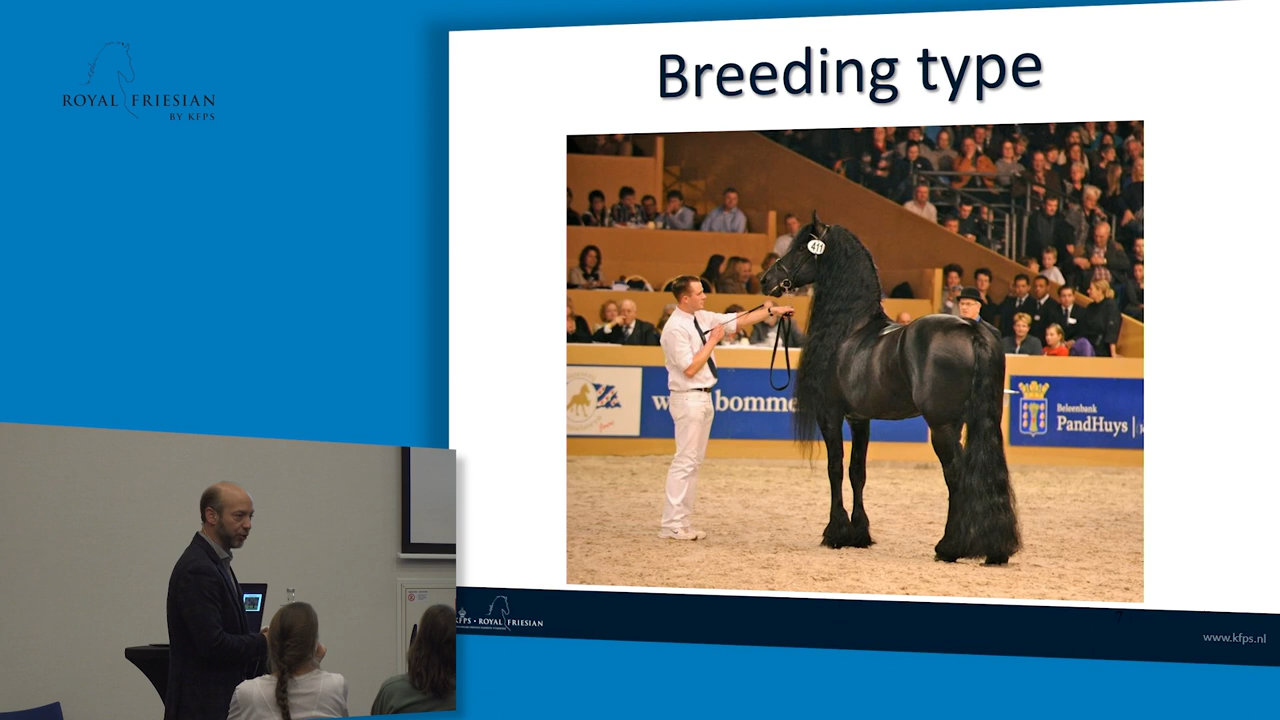 ROYAL FRIESIAN
BY KFPS
Breeding type
411
bomme
Beleenbank
PandHuys
KFPS • ROYAL FRIESIAN
www.kfps.nl